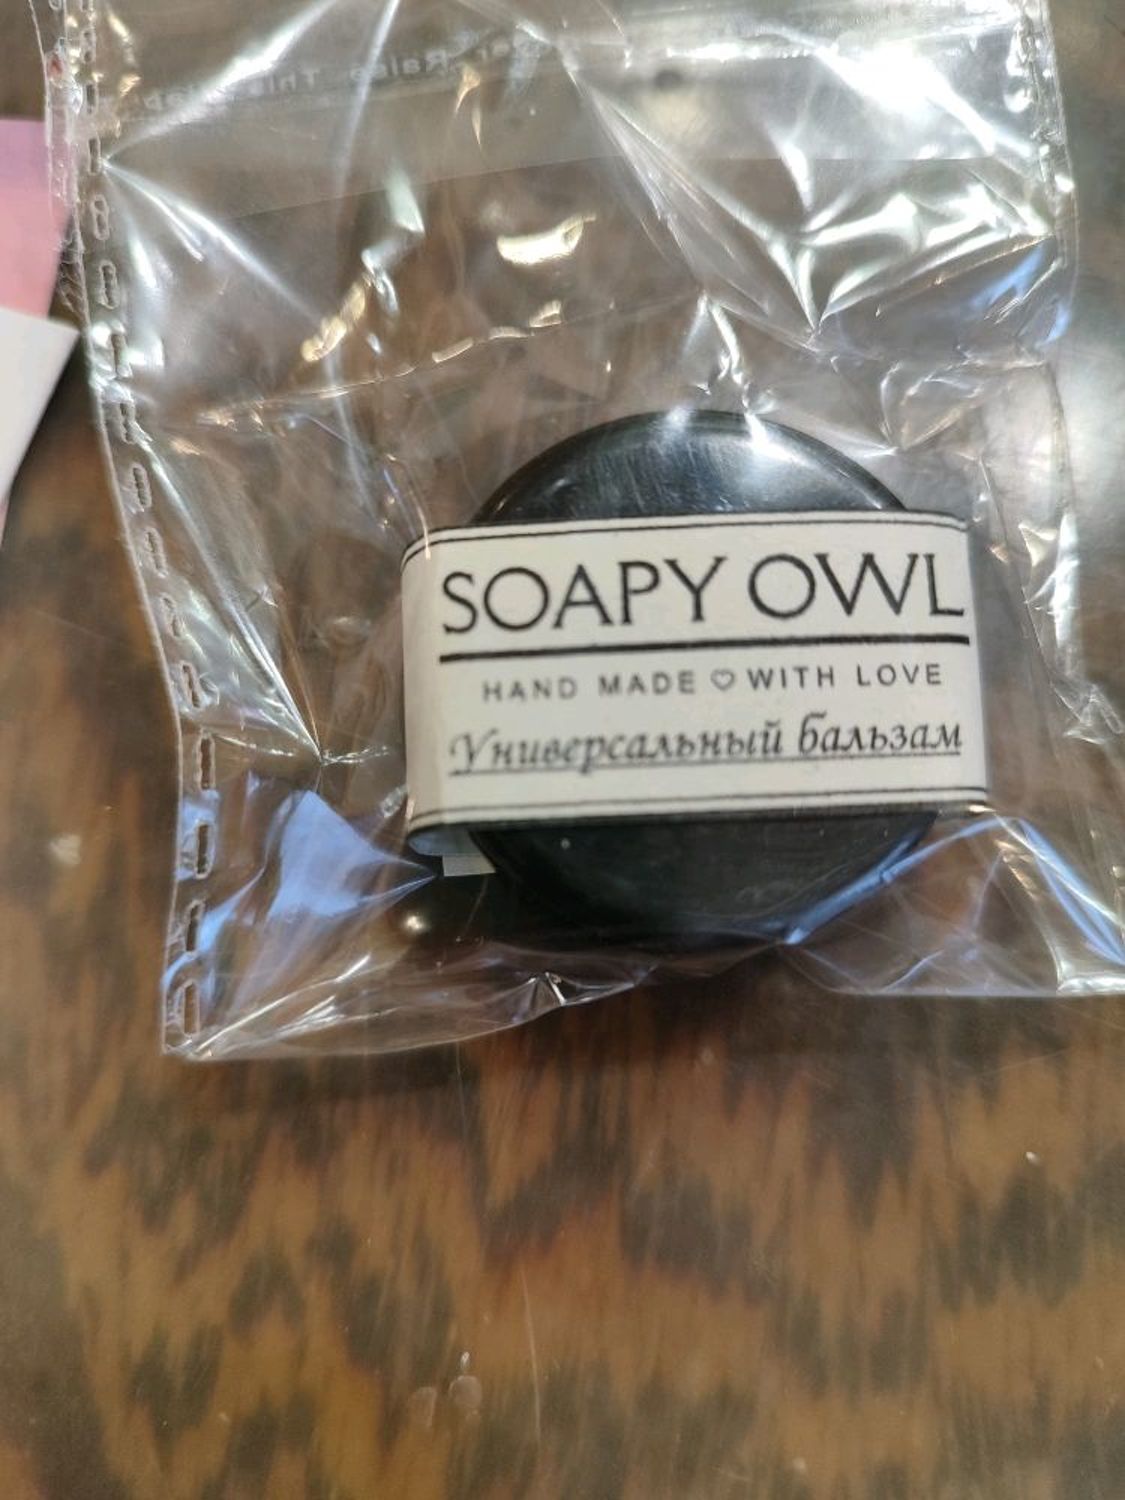 SOAPY OWL
HAND MADE ♡ WITH LOVE
Универсальный бальзам